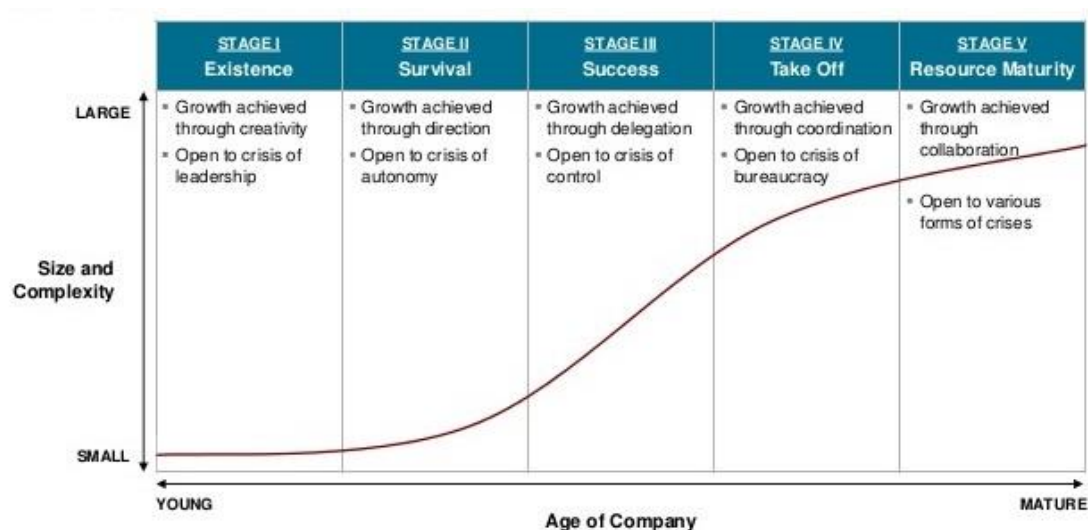 STAGE I
Existence
STAGE II
Survival
STAGE III
Success
STAGE IV
Take Off
STAGE V
Resource Maturity
LARGE
▪ Growth achieved
through creativity
▪ Open to crisis of
leadership
▪ Growth achieved
through direction
▪ Open to crisis of
autonomy
▪ Growth achieved
through delegation
▪ Open to crisis of
control
▪ Growth achieved
through coordination
▪ Open to crisis of
bureaucracy
▪ Growth achieved
through
collaboration
▪ Open to various
forms of crises
Size and
Complexity
SMALL
YOUNG
MATURE
Age of Company